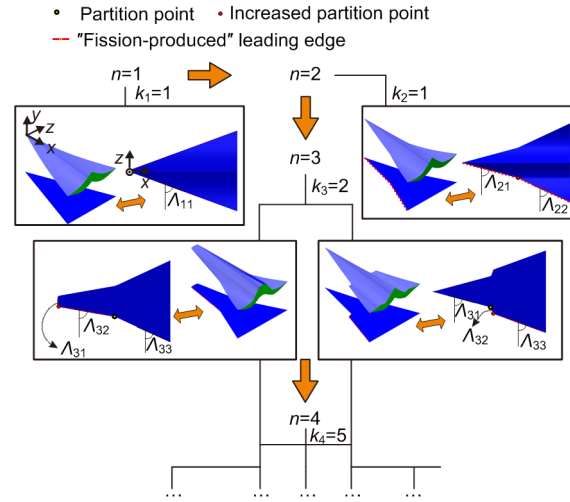 Partition point
Increased partition point
"Fission-produced" leading edge
n=1
n=2
k₁=1
k₂=1
y
z
x
z
x
Λ₁₁
Λ₂₁
Λ₂₂
n=3
k₃=2
Λ₃₁
Λ₃₂
Λ₃₃
Λ₃₁
Λ₃₂
Λ₃₃
n=4
k₄=5
... ... ... ... ...